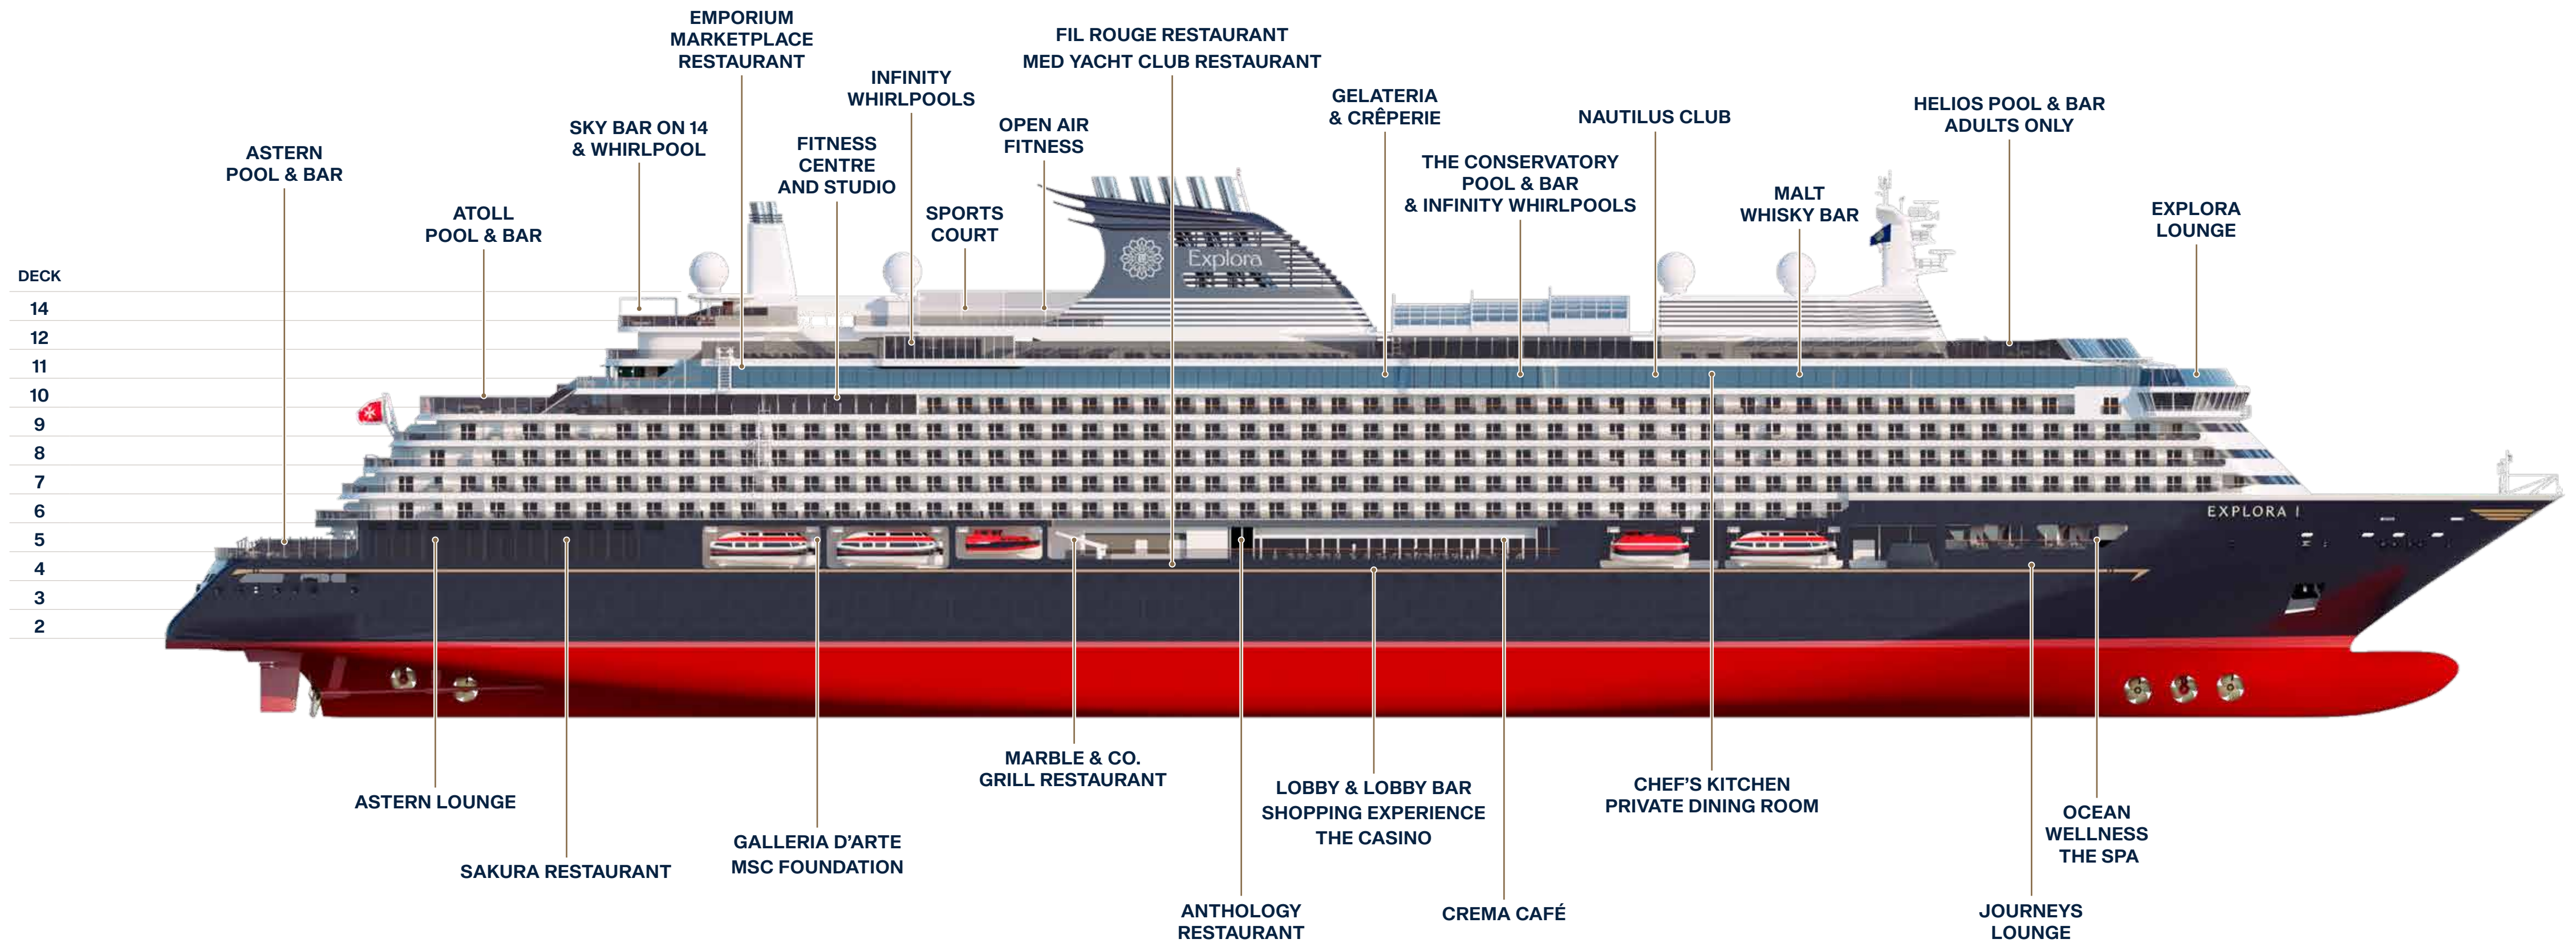 EMPORIUM
MARKETPLACE
RESTAURANT
FIL ROUGE RESTAURANT
MED YACHT CLUB RESTAURANT
INFINITY
WHIRLPOOLS
GELATERIA
& CRÊPERIE
HELIOS POOL & BAR
ADULTS ONLY
NAUTILUS CLUB
SKY BAR ON 14
& WHIRLPOOL
OPEN AIR
FITNESS
FITNESS
CENTRE
AND STUDIO
ASTERN
POOL & BAR
THE CONSERVATORY
POOL & BAR
& INFINITY WHIRLPOOLS
MALT
WHISKY BAR
ATOLL
POOL & BAR
SPORTS
COURT
EXPLORA
LOUNGE
Explora
DECK
14
12
11
10
9
8
7
6
5
4
3
2
EXPLORA I
MARBLE & CO.
GRILL RESTAURANT
ASTERN LOUNGE
LOBBY & LOBBY BAR
SHOPPING EXPERIENCE
THE CASINO
CHEF'S KITCHEN
PRIVATE DINING ROOM
OCEAN
WELLNESS
THE SPA
GALLERIA D'ARTE
MSC FOUNDATION
SAKURA RESTAURANT
ANTHOLOGY
RESTAURANT
CREMA CAFÉ
JOURNEYS
LOUNGE